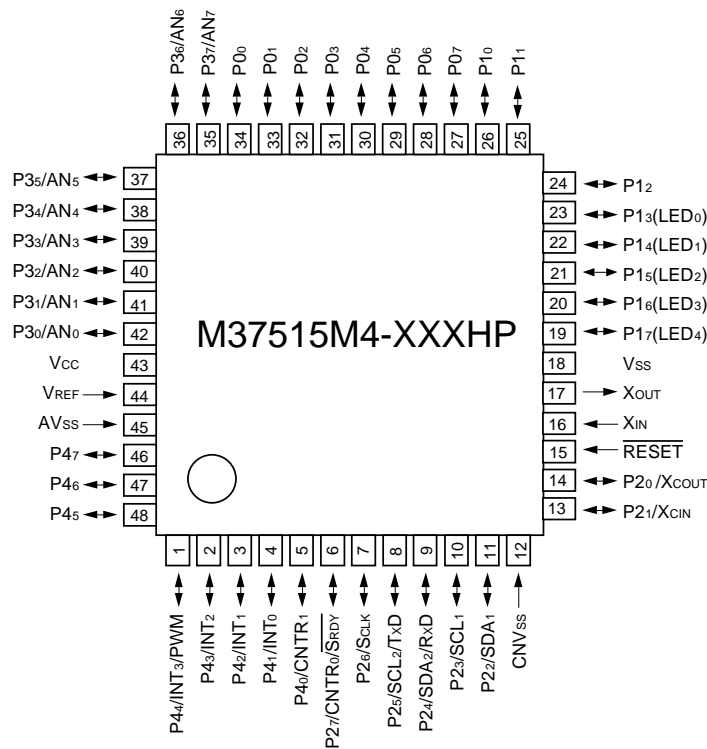 P36/AN6
P37/AN7
P00
P01
P02
P03
P04
P05
P06
P07
P10
P11
36
35
34
33
32
31
30
29
28
27
26
25
P35/AN5
37
P34/AN4
38
P33/AN3
39
P32/AN2
40
P31/AN1
41
P30/AN0
42
VCC
43
VREF
44
AVSS
45
P47
46
P46
47
P45
48
M37515M4-XXXHP
24
P12
23
P13(LED0)
22
P14(LED1)
21
P15(LED2)
20
P16(LED3)
19
P17(LED4)
18
VSS
17
XOUT
16
XIN
15
RESET
14
P20/XCOUT
13
P21/XCIN
1
2
3
4
5
6
7
8
9
10
11
12
P44/INT3/PWM
P43/INT2
P42/INT1
P41/INT0
P40/CNTR1
P27/CNTR0/SRDY
P26/SCLK
P25/SCL2/TxD
P24/SDA2/RxD
P23/SCL1
P22/SDA1
CNVSS